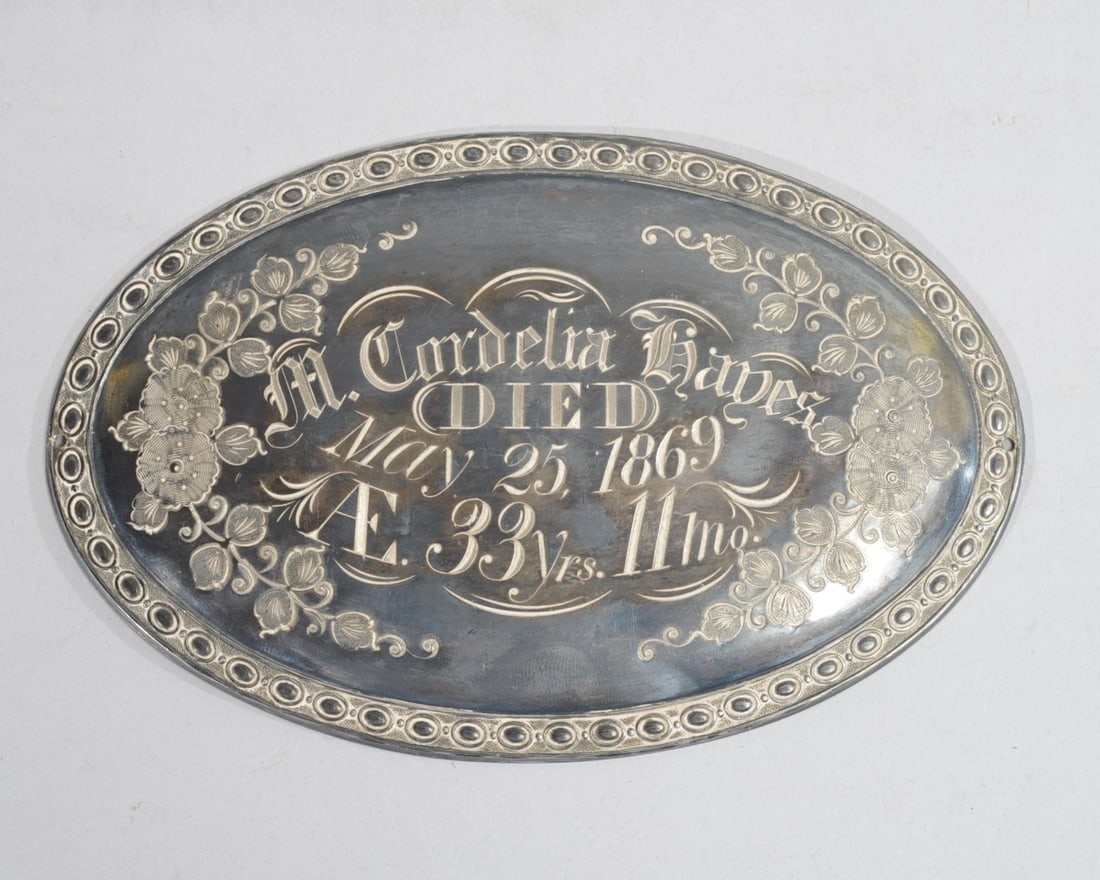 M. Cordelia Hayes
DIED
May, 25, 1869
Æ. 33 yrs. 11 mo.